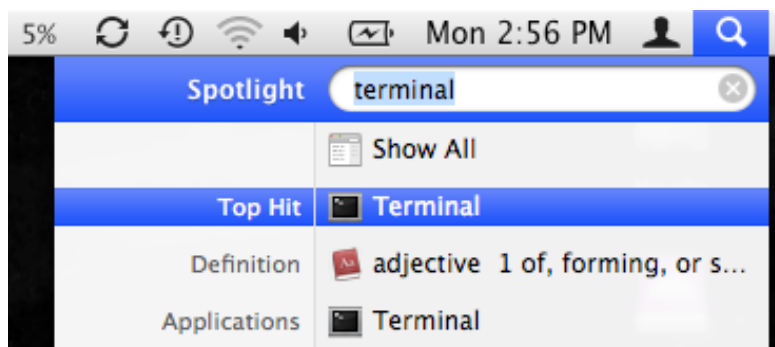 5% Mon 2:56 PM
Spotlight terminal
Show All
Top Hit Terminal
Definition adjective 1 of, forming, or s...
Applications Terminal